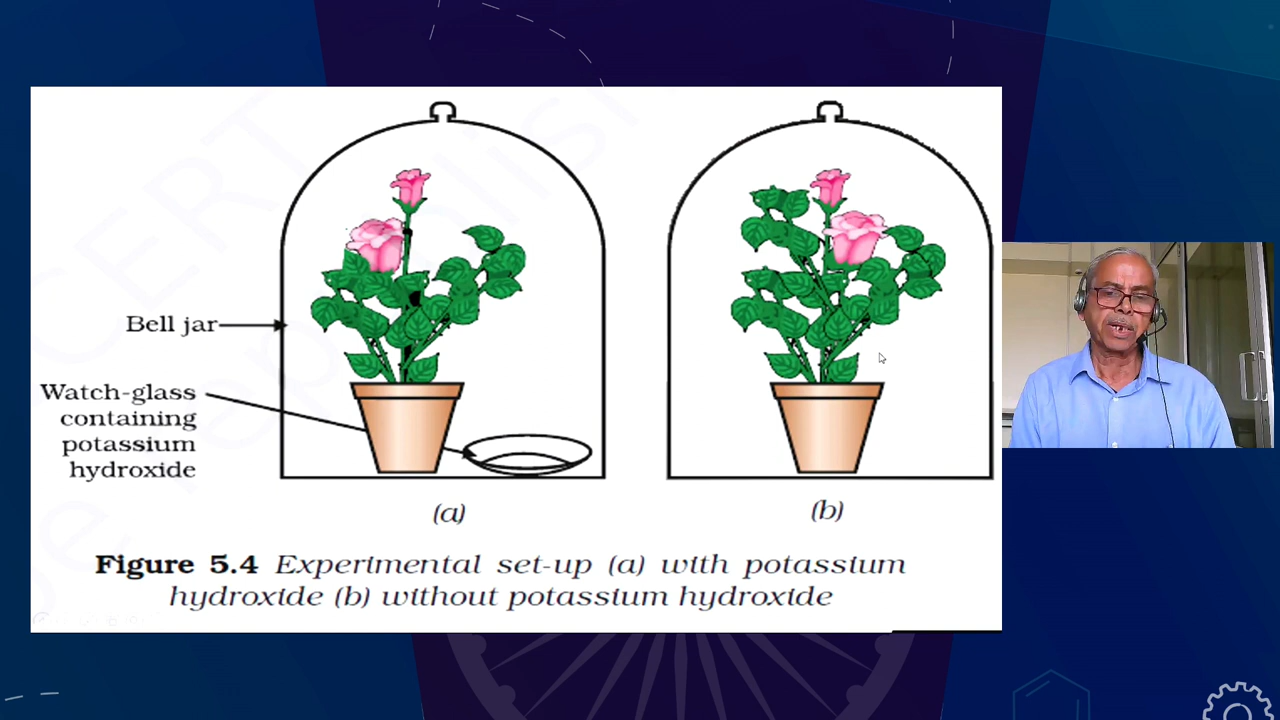 Bell jar
Watch-glass
containing
potassium
hydroxide
(a)
(b)
Figure 5.4 Experimental set-up (a) with potassium
hydroxide (b) without potassium hydroxide